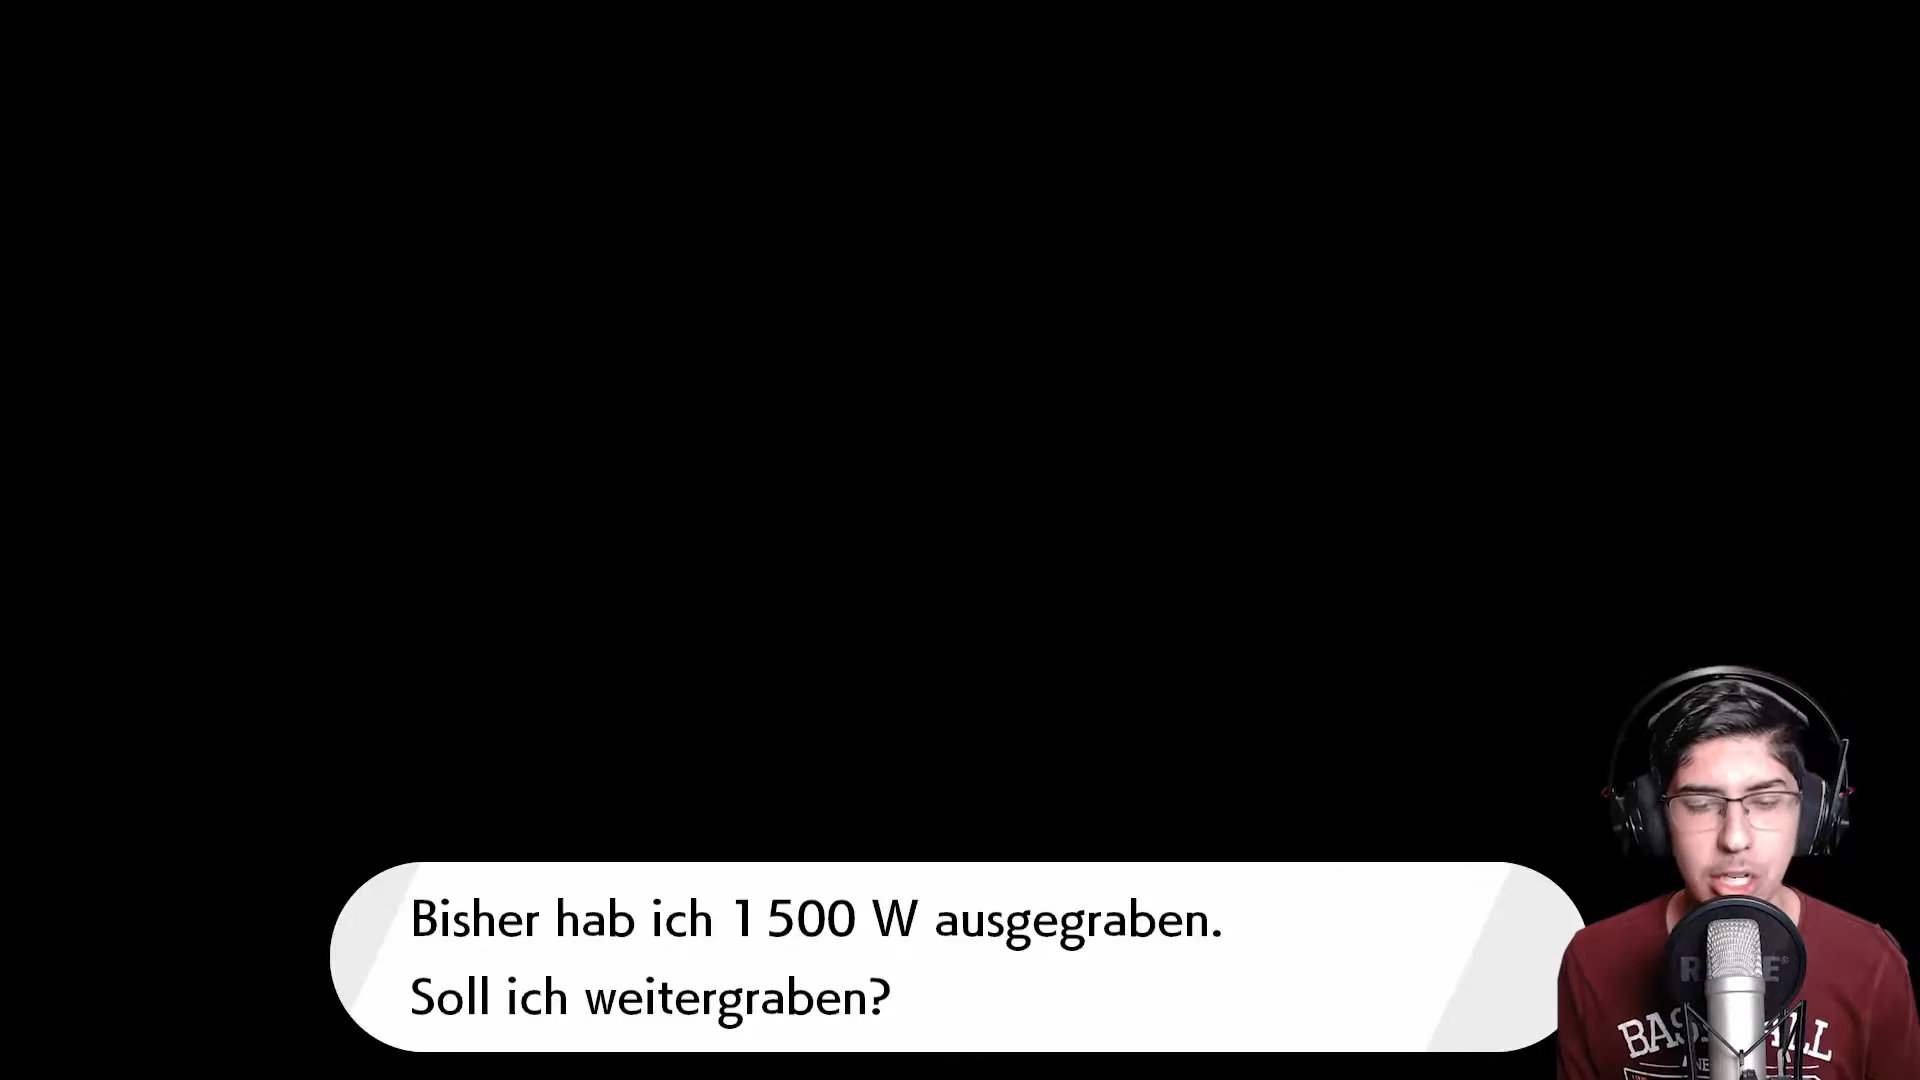 Bisher hab ich 1 500 W ausgegraben.
Soll ich weitergraben?